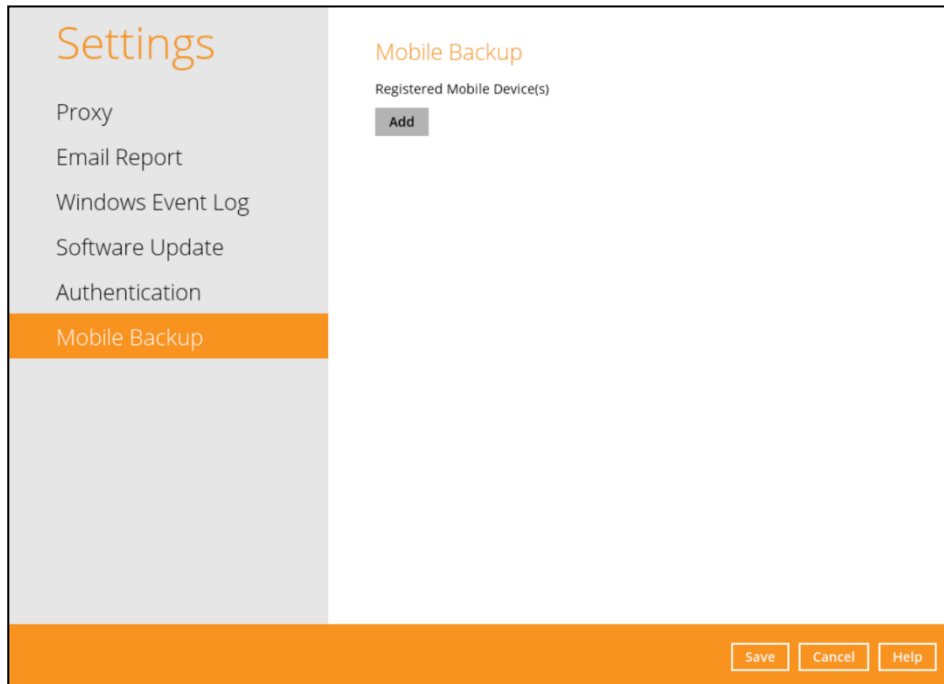 Settings
Proxy
Email Report
Windows Event Log
Software Update
Authentication
Mobile Backup
Mobile Backup
Registered Mobile Device(s)
Add
Save
Cancel
Help